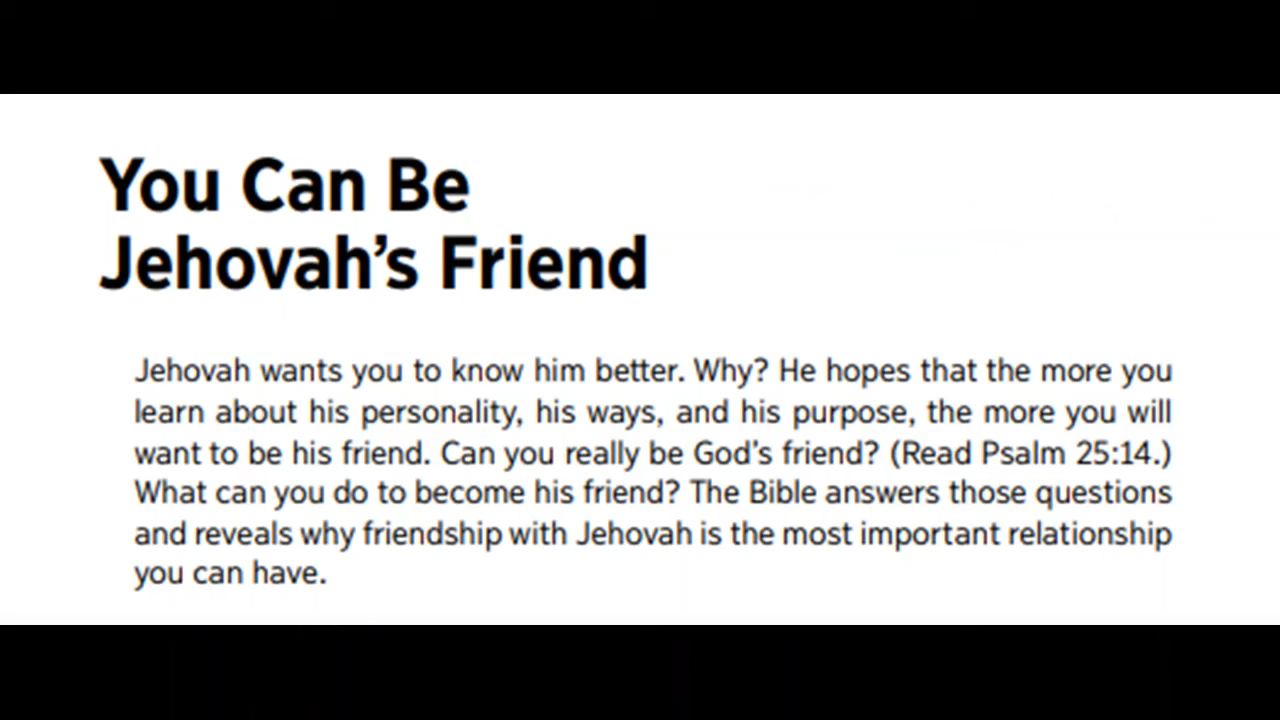 You Can Be
Jehovah’s Friend
Jehovah wants you to know him better. Why? He hopes that the more you
learn about his personality, his ways, and his purpose, the more you will
want to be his friend. Can you really be God’s friend? (Read Psalm 25:14.)
What can you do to become his friend? The Bible answers those questions
and reveals why friendship with Jehovah is the most important relationship
you can have.